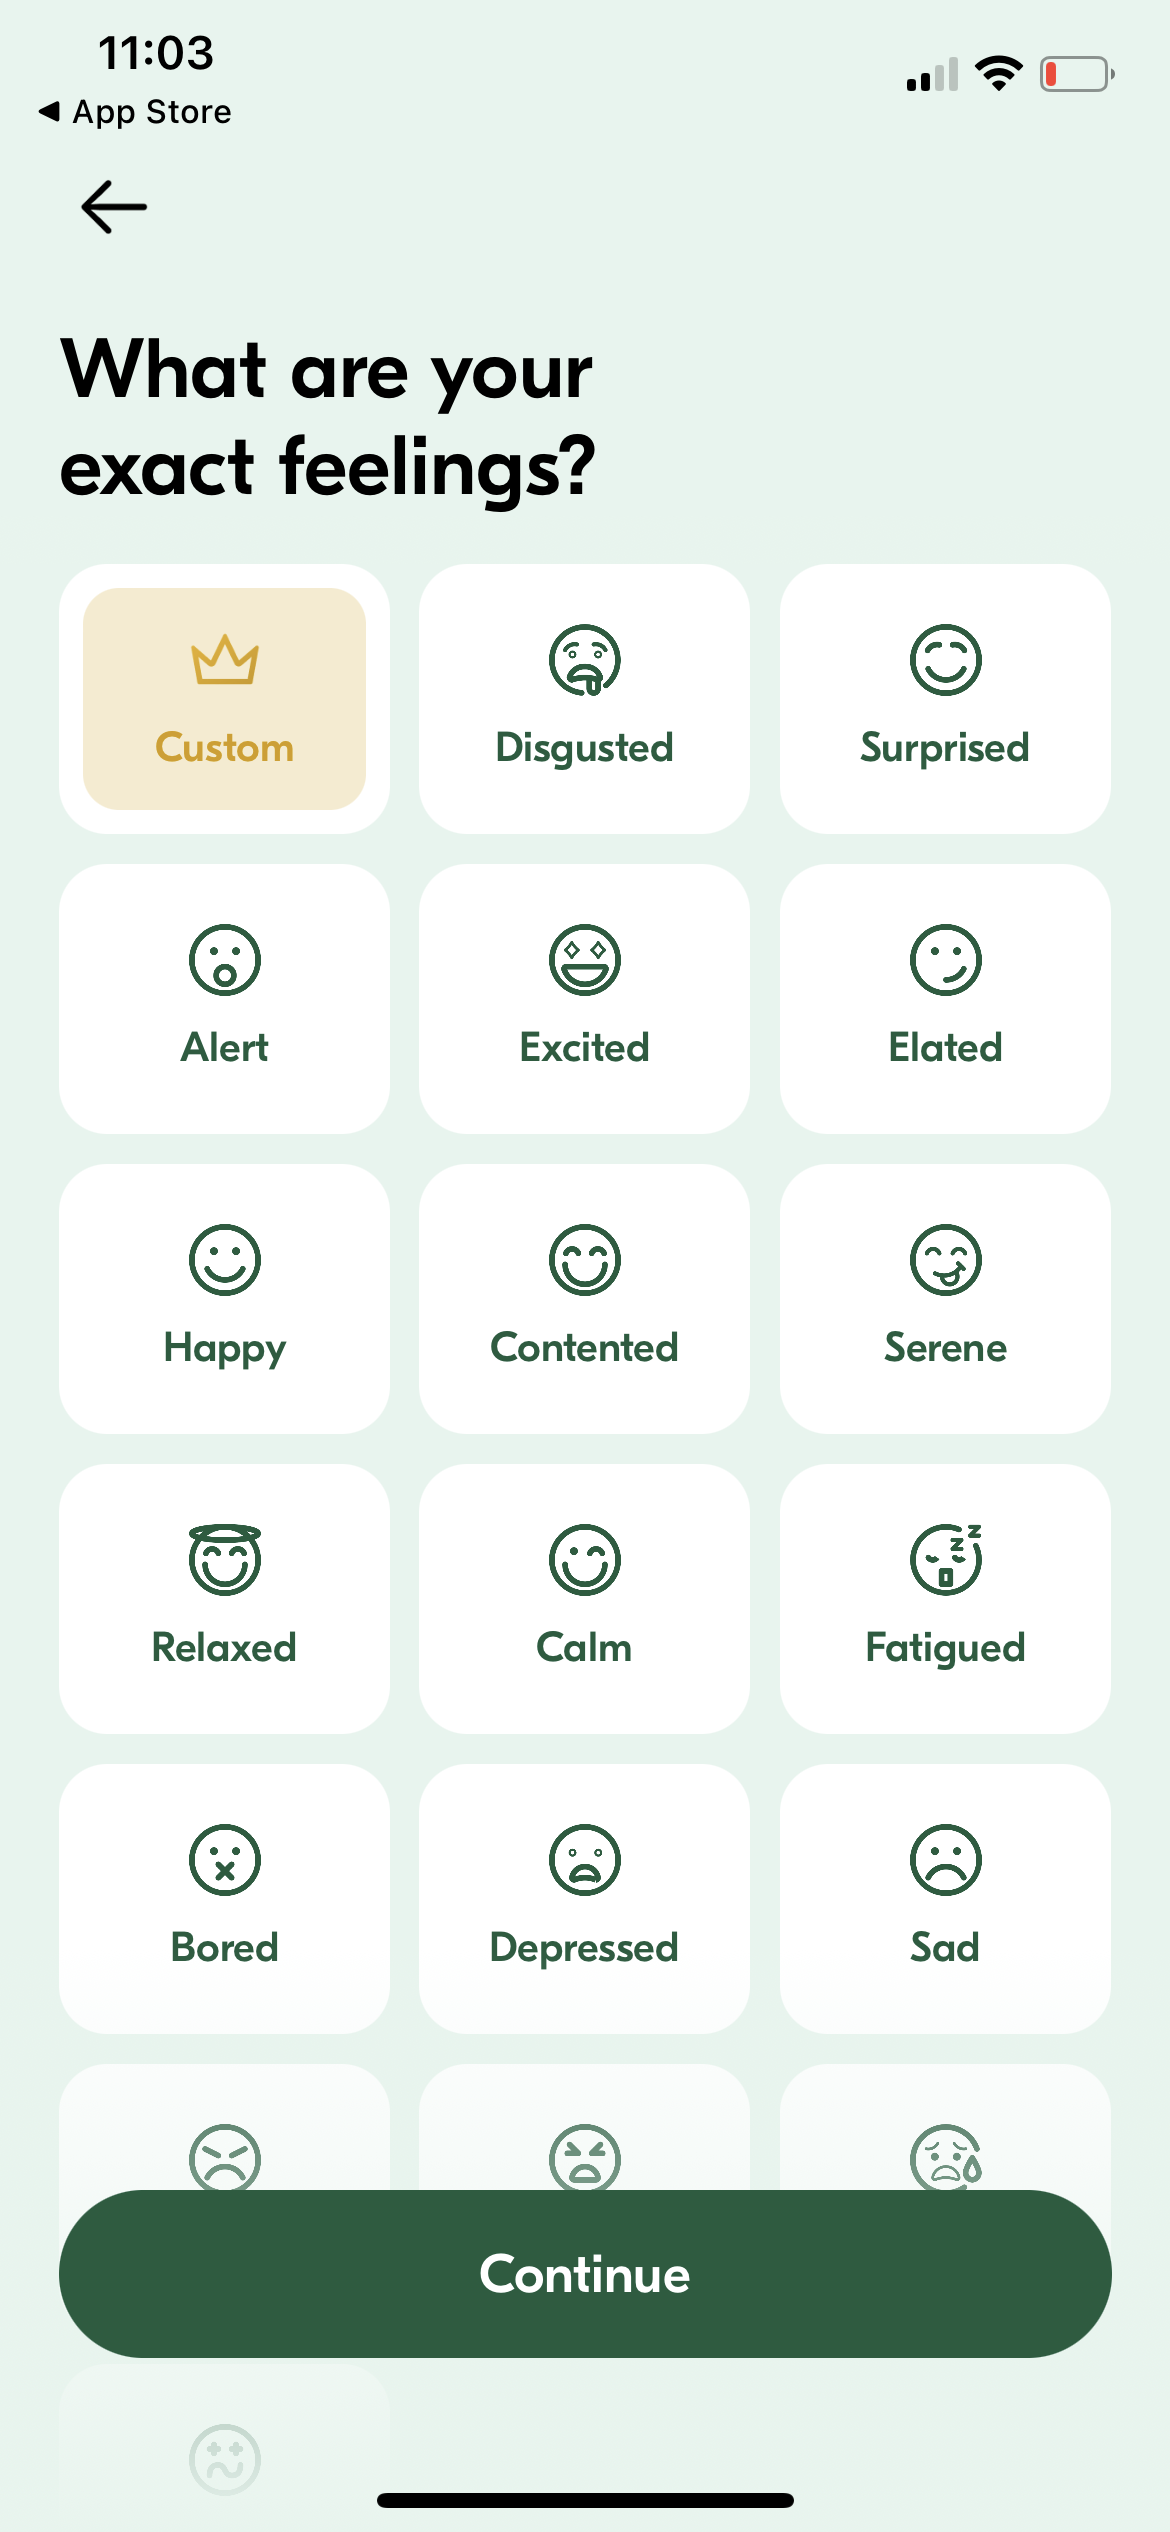 11:03
App Store
What are your
exact feelings?
Custom
Disgusted
Surprised
Alert
Excited
Elated
Happy
Contented
Serene
Relaxed
Calm
Fatigued
Bored
Depressed
Sad
Continue